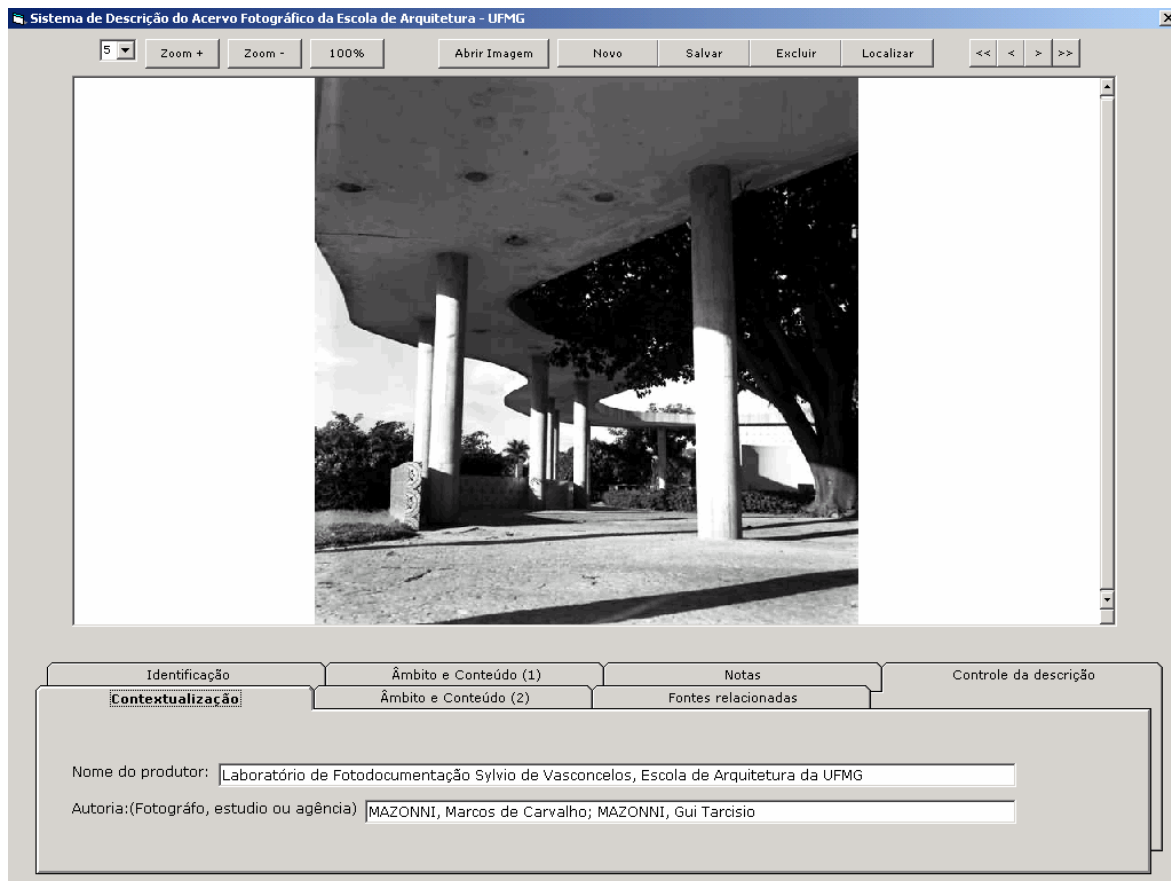 Sistema de Descrição do Acervo Fotográfico da Escola de Arquitetura - UFMG
5 Zoom + Zoom - 100% Abrir Imagem Novo Salvar Excluir Localizar << < > >>
Identificação Âmbito e Conteúdo (1) Notas Controle da descrição
Contextualização Âmbito e Conteúdo (2) Fontes relacionadas
Nome do produtor: Laboratório de Fotodocumentação Sylvio de Vasconcelos, Escola de Arquitetura da UFMG
Autoria:(Fotográfo, estudio ou agência) MAZONNI, Marcos de Carvalho; MAZONNI, Gui Tarcisio